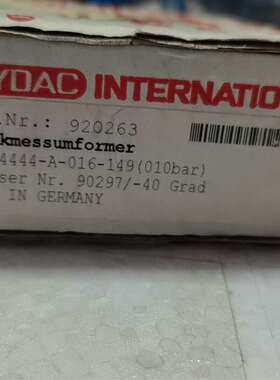 YDAC INTERNATIO
.Nr.: 920263
kmessumformer
4444-A-016-149(010bar)
ser Nr. 90297/-40 Grad
IN GERMANY